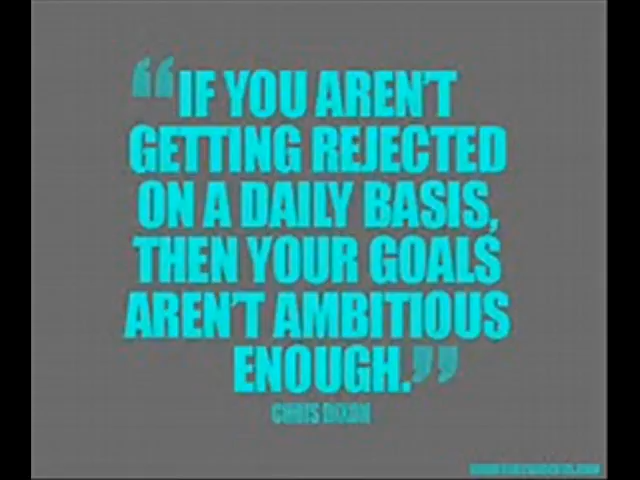 “IF YOU AREN'T
GETTING REJECTED
ON A DAILY BASIS,
THEN YOUR GOALS
AREN'T AMBITIOUS
ENOUGH.”
CHRIS DIXON